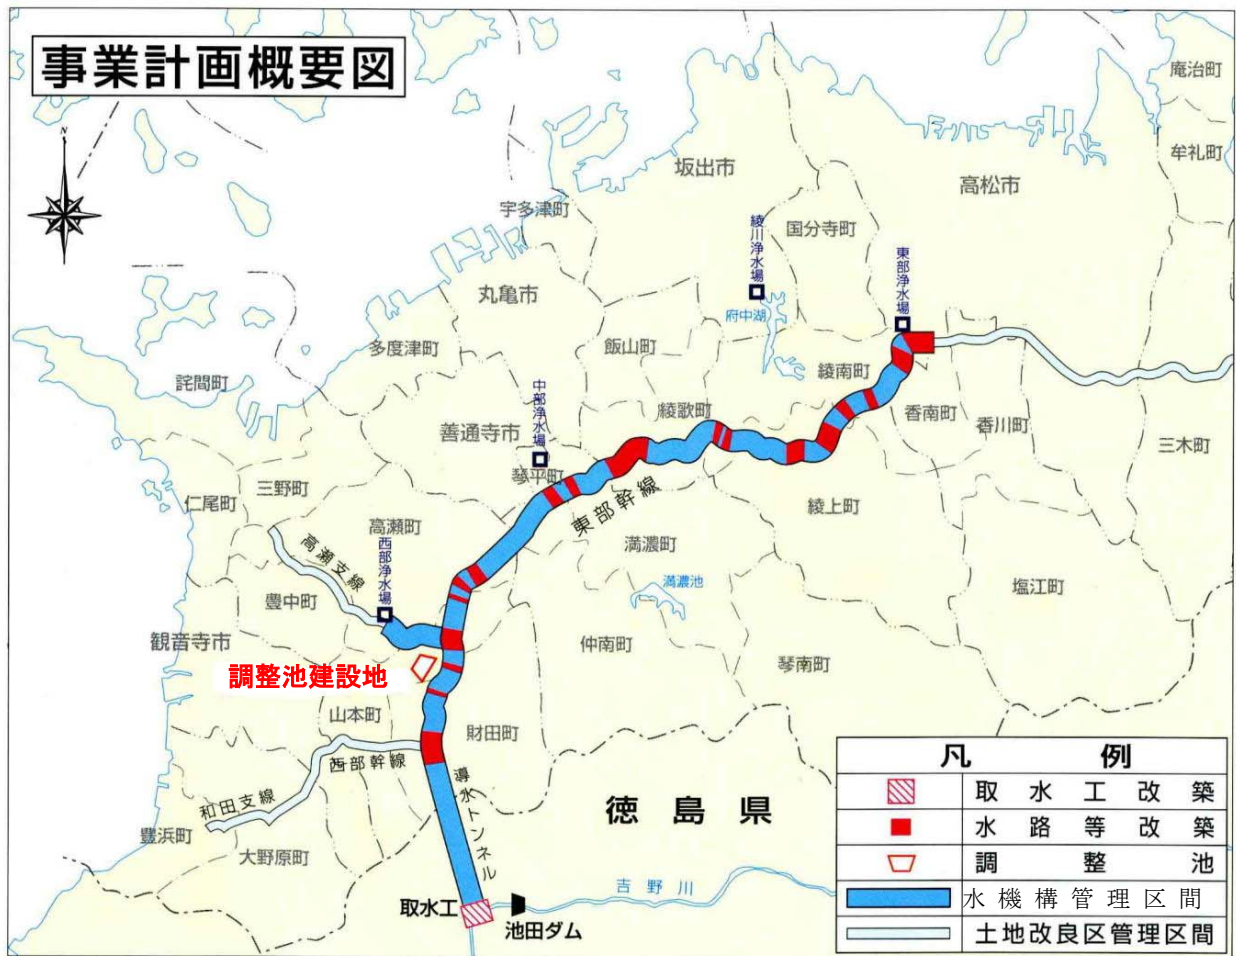 事業計画概要図
N
庵治町
牟礼町
坂出市
高松市
宇多津町
綾川浄水場
国分寺町
東部浄水場
丸亀市
府中湖
飯山町
多度津町
綾南町
詫間町
中部浄水場
綾歌町
香南町
香川町
善通寺市
三木町
琴平町
仁尾町
三野町
東部幹線
綾上町
高瀬町
満濃町
高瀬支線
西部浄水場
満濃池
塩江町
豊中町
観音寺市
仲南町
琴南町
調整池建設地
山本町
財田町
西部幹線
導水トンネル
和田支線
徳島県
豊浜町
大野原町
吉野川
取水工
池田ダム
凡例
取水工改築
水路等改築
調整池
水機構管理区間
土地改良区管理区間